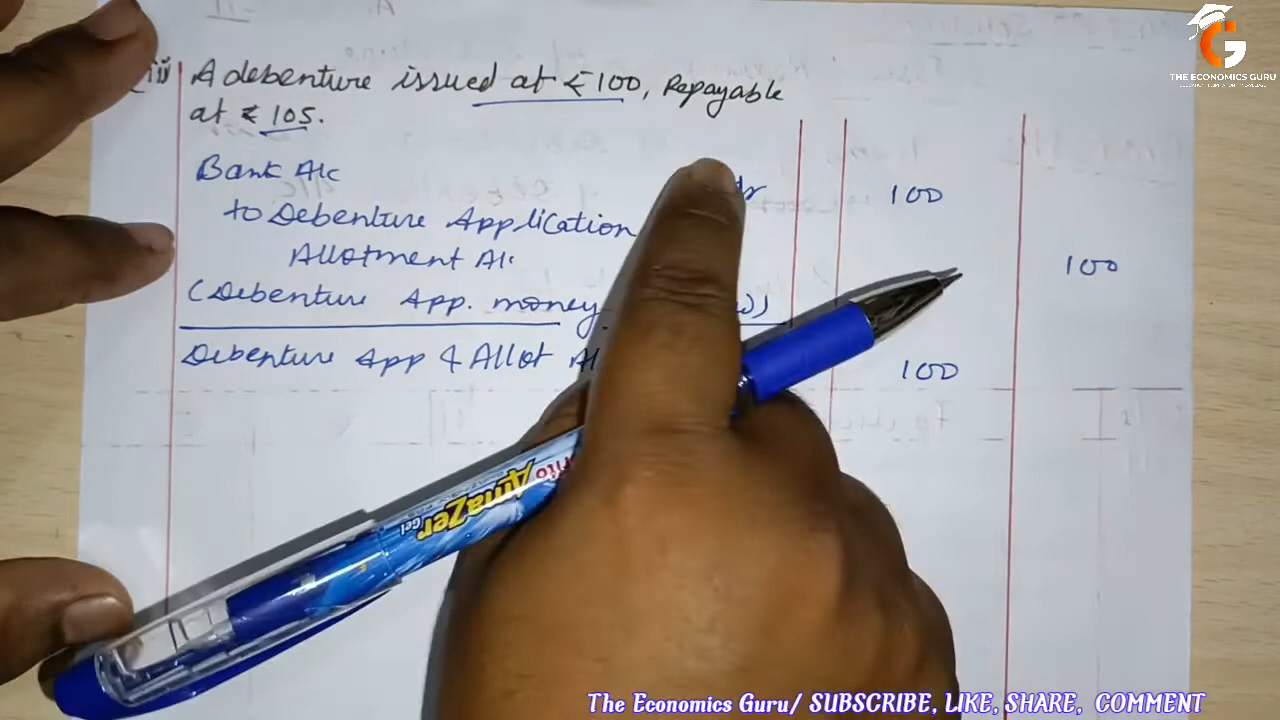 iii) A debenture issued at ₹ 100, Repayable
at ₹ 105.
Bank A/c dr 100
to Debenture Application
Allotment A/c 100
(Debenture App. money
Debenture App & Allot A/ 100
AmaZer
Gel
THE ECONOMICS GURU
The Economics Guru/ SUBSCRIBE, LIKE, SHARE, COMMENT